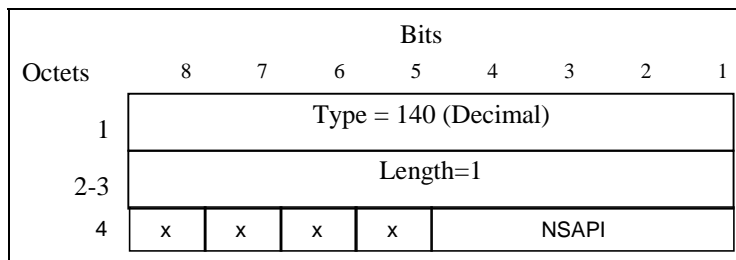 Bits
Octets 8 7 6 5 4 3 2 1
1 Type = 140 (Decimal)
2-3 Length=1
4 x x x x NSAPI